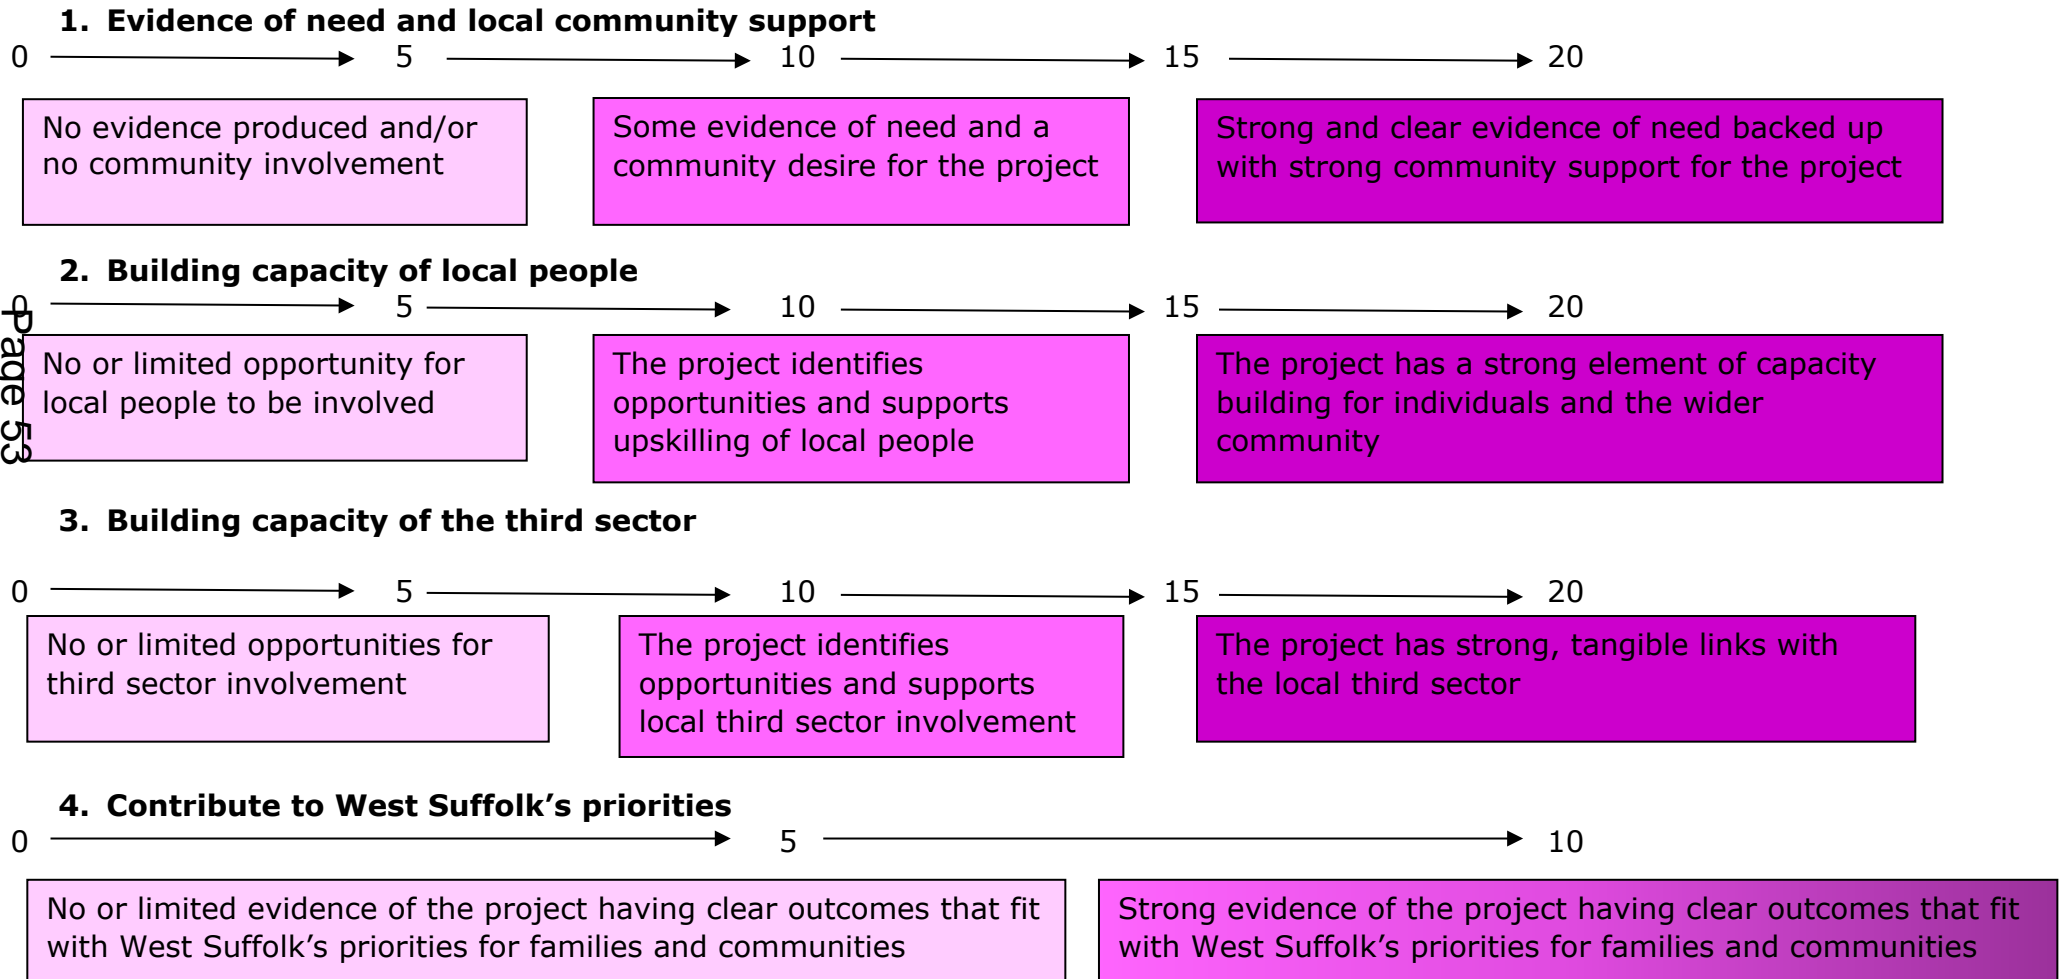 1. Evidence of need and local community support
0 5 10 15 20
No evidence produced and/or
no community involvement
Some evidence of need and a
community desire for the project
Strong and clear evidence of need backed up
with strong community support for the project
2. Building capacity of local people
0 5 10 15 20
No or limited opportunity for
local people to be involved
The project identifies
opportunities and supports
upskilling of local people
The project has a strong element of capacity
building for individuals and the wider
community
Page 53
3. Building capacity of the third sector
0 5 10 15 20
No or limited opportunities for
third sector involvement
The project identifies
opportunities and supports
local third sector involvement
The project has strong, tangible links with
the local third sector
4. Contribute to West Suffolk’s priorities
0 5 10
No or limited evidence of the project having clear outcomes that fit
with West Suffolk’s priorities for families and communities
Strong evidence of the project having clear outcomes that fit
with West Suffolk’s priorities for families and communities